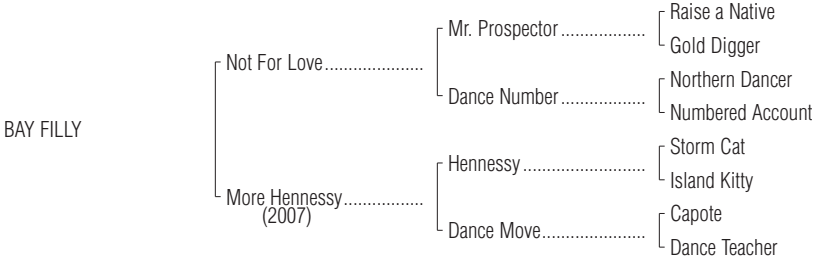 Raise a Native
Mr. Prospector ..................
Gold Digger
Not For Love.....................
Northern Dancer
Dance Number ..................
Numbered Account
BAY FILLY
Storm Cat
Hennessy ..........................
Island Kitty
More Hennessy.................
(2007)
Capote
Dance Move......................
Dance Teacher